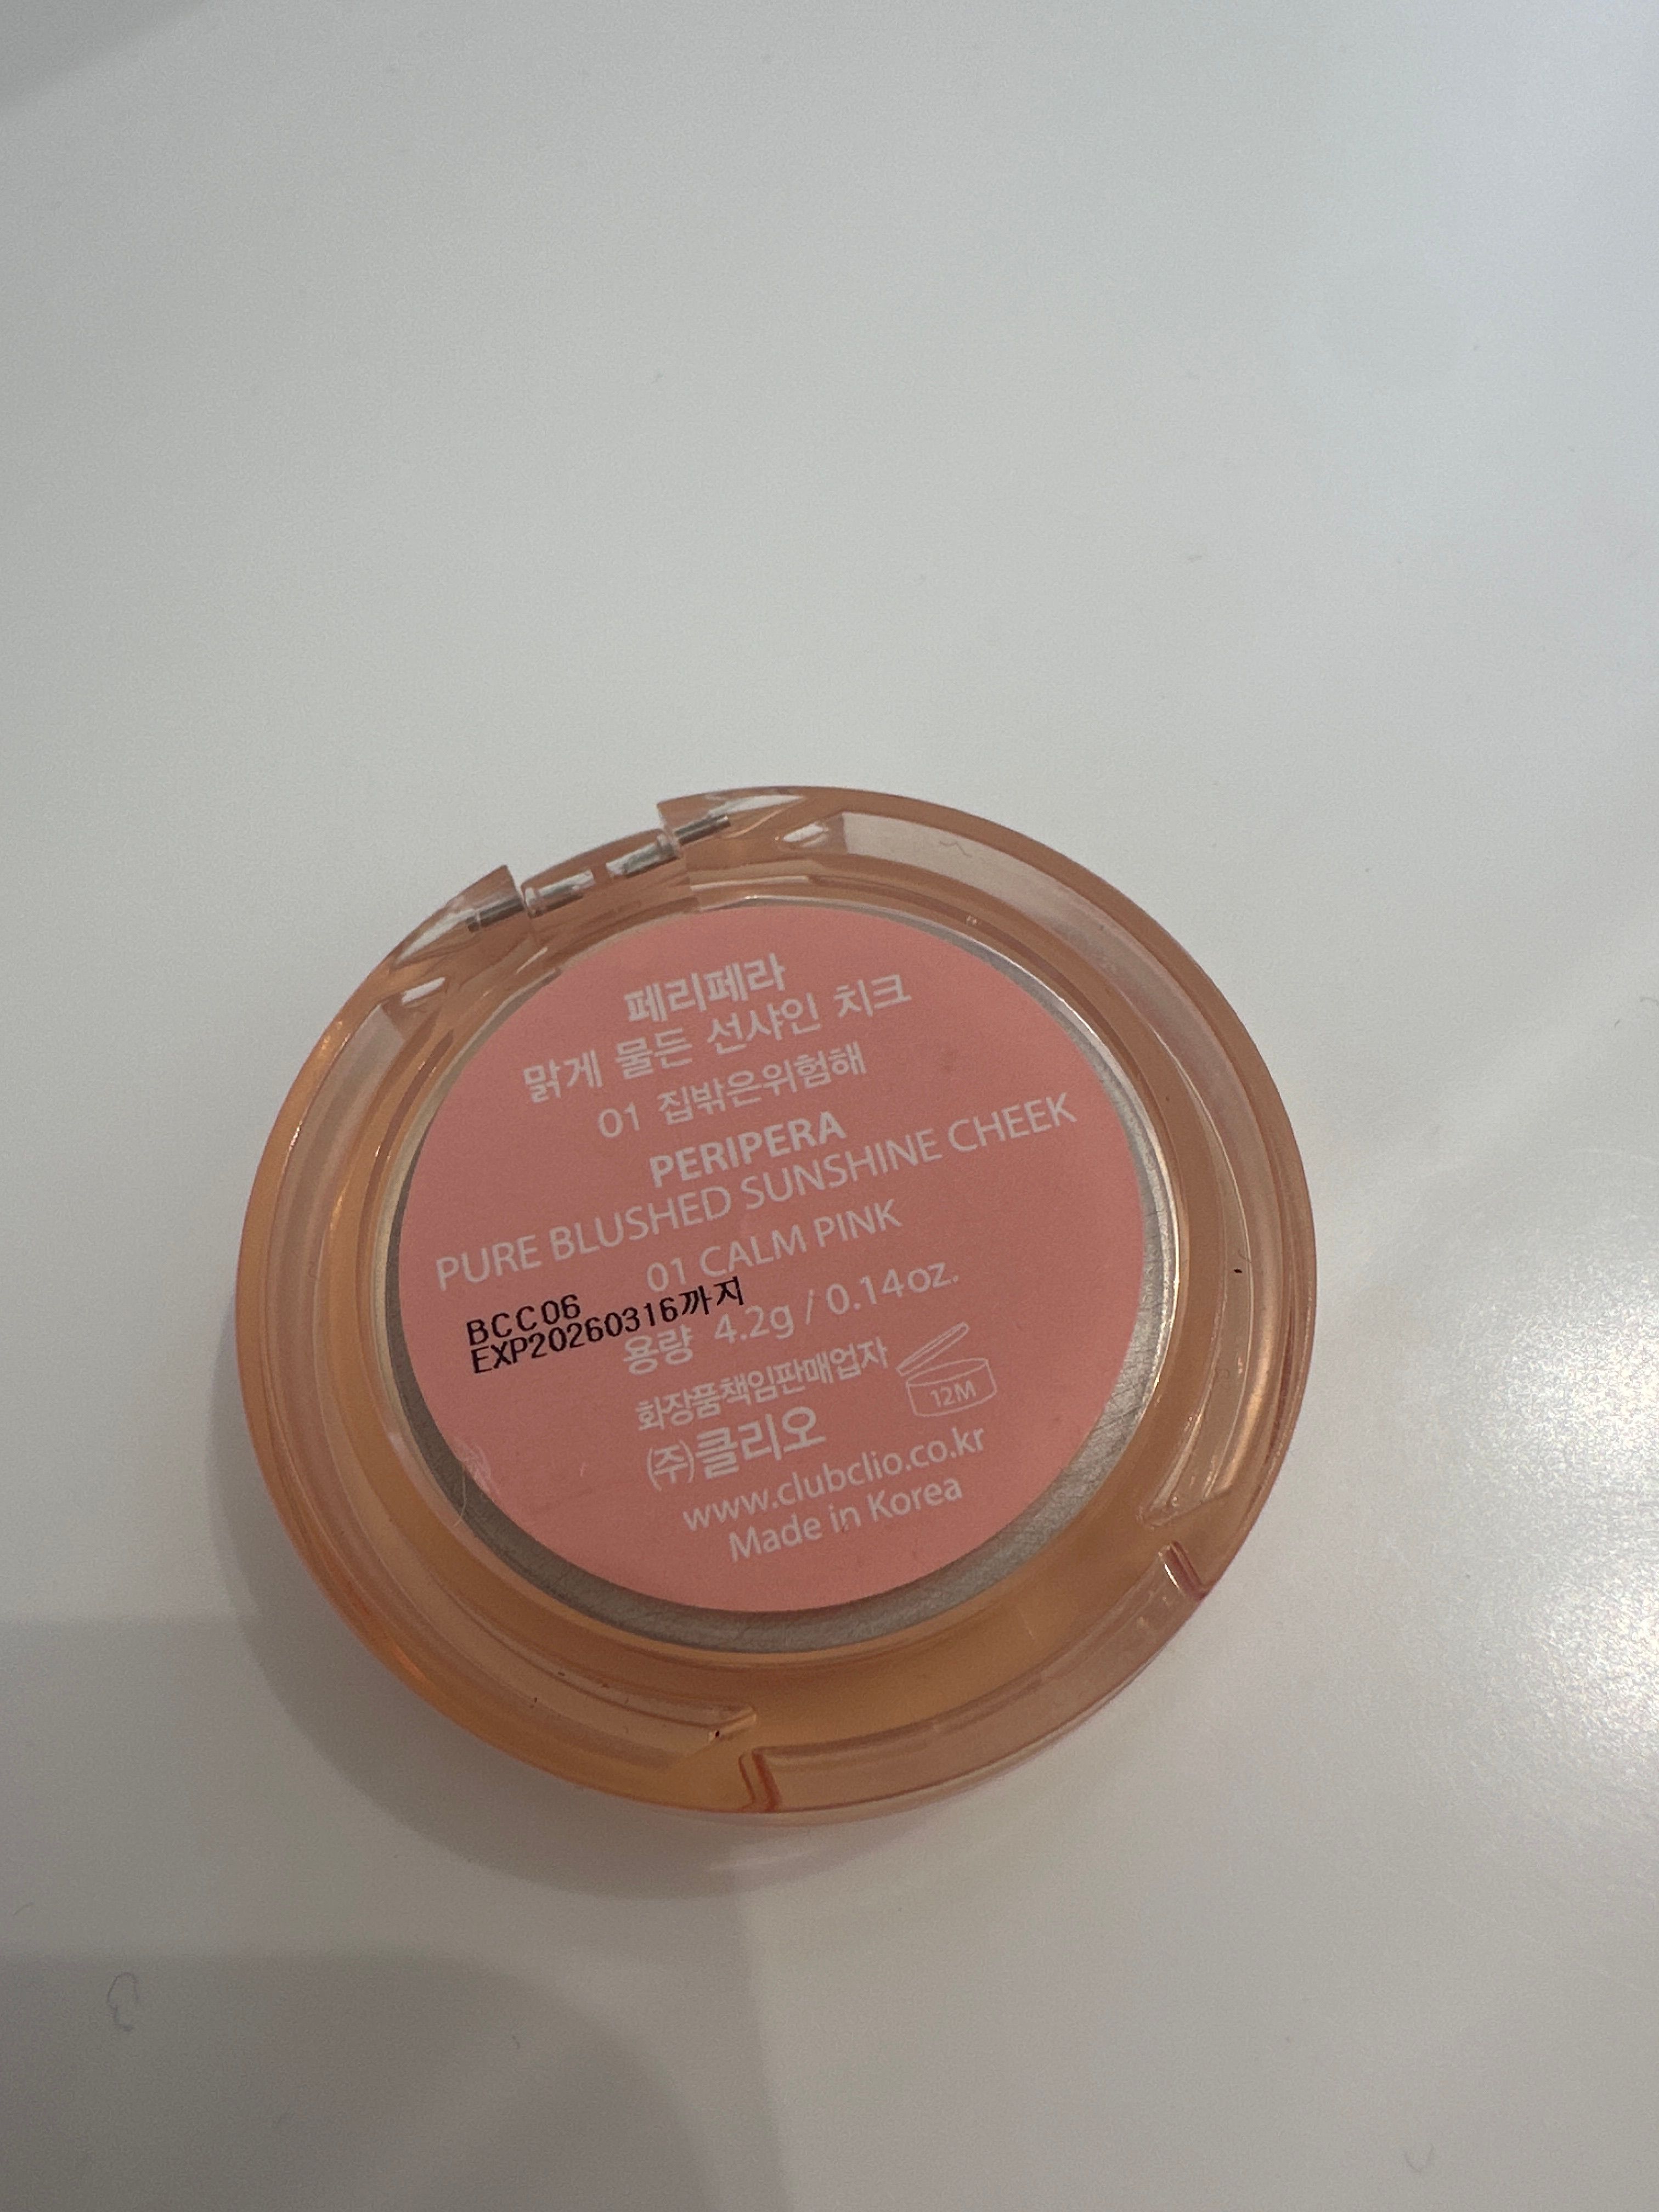 페리페라
맑게 물든 선샤인 치크
01 집밖은위험해
PERIPERA
PURE BLUSHED SUNSHINE CHEEK
01 CALM PINK
BCC06
EXP20260316까지
용량 4.2g / 0.14oz.
화장품책임판매업자
㈜클리오
12M
www.clubclio.co.kr
Made in Korea